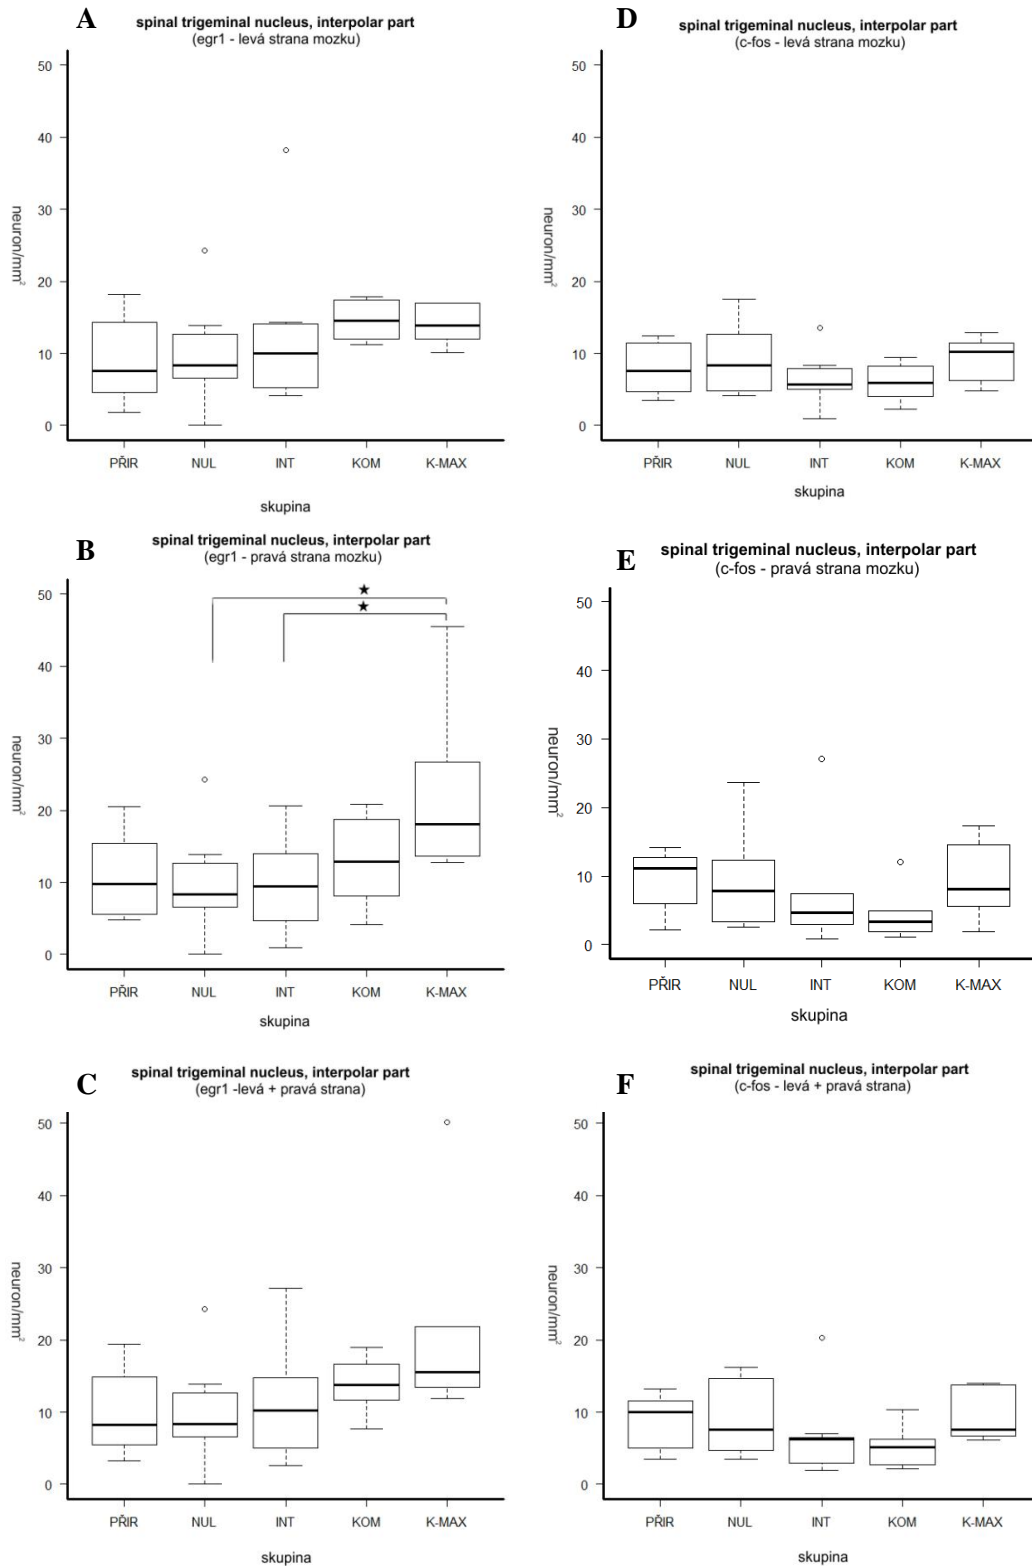 A
spinal trigeminal nucleus, interpolar part
(egr1 - levá strana mozku)
50
40
30
20
10
0
neuron/mm²
PŘIR NUL INT KOM K-MAX
skupina
D
spinal trigeminal nucleus, interpolar part
(c-fos - levá strana mozku)
50
40
30
20
10
0
neuron/mm²
PŘIR NUL INT KOM K-MAX
skupina
B
spinal trigeminal nucleus, interpolar part
(egr1 - pravá strana mozku)
50
40
30
20
10
0
neuron/mm²
★
★
PŘIR NUL INT KOM K-MAX
skupina
E
spinal trigeminal nucleus, interpolar part
(c-fos - pravá strana mozku)
50
40
30
20
10
0
neuron/mm²
PŘIR NUL INT KOM K-MAX
skupina
C
spinal trigeminal nucleus, interpolar part
(egr1 -levá + pravá strana)
50
40
30
20
10
0
neuron/mm²
PŘIR NUL INT KOM K-MAX
skupina
F
spinal trigeminal nucleus, interpolar part
(c-fos - levá + pravá strana)
50
40
30
20
10
0
neuron/mm²
PŘIR NUL INT KOM K-MAX
skupina